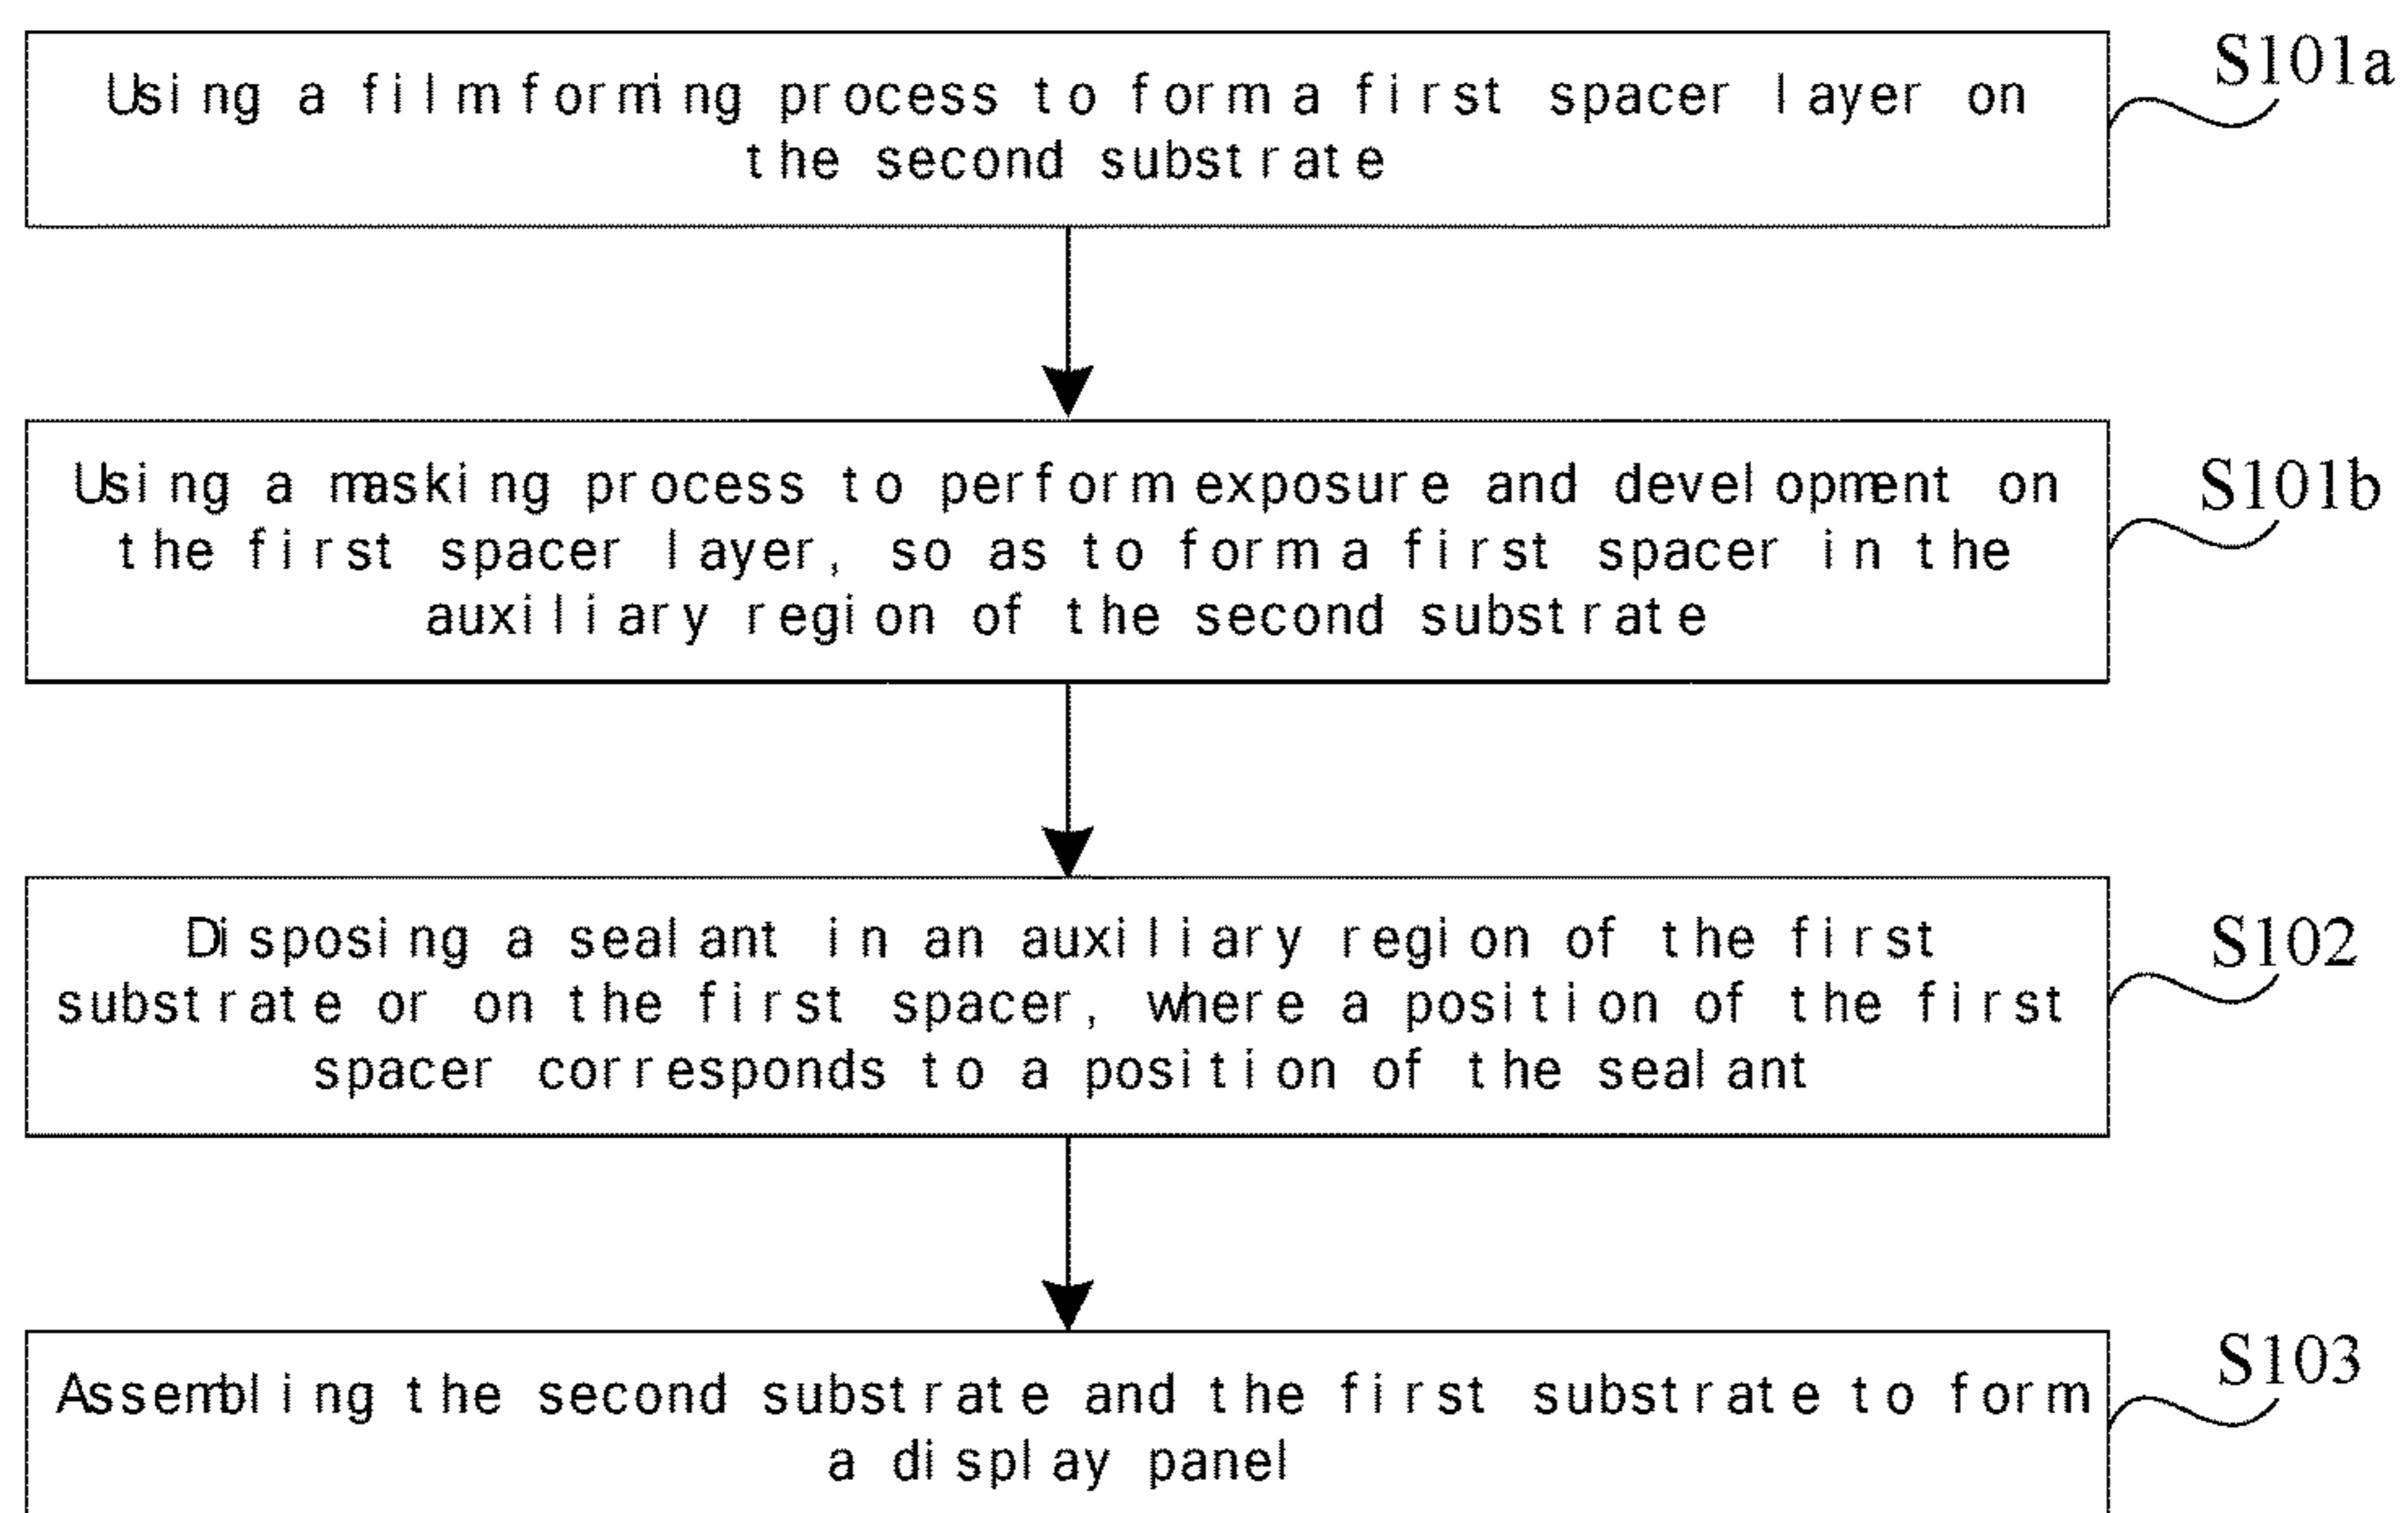 Using a film forming process to form a first spacer layer on
the second substrate
S101a
Using a masking process to perform exposure and development on
the first spacer layer, so as to form a first spacer in the
auxiliary region of the second substrate
S101b
Disposing a sealant in an auxiliary region of the first
substrate or on the first spacer, where a position of the first
spacer corresponds to a position of the sealant
S102
Assembling the second substrate and the first substrate to form
a display panel
S103